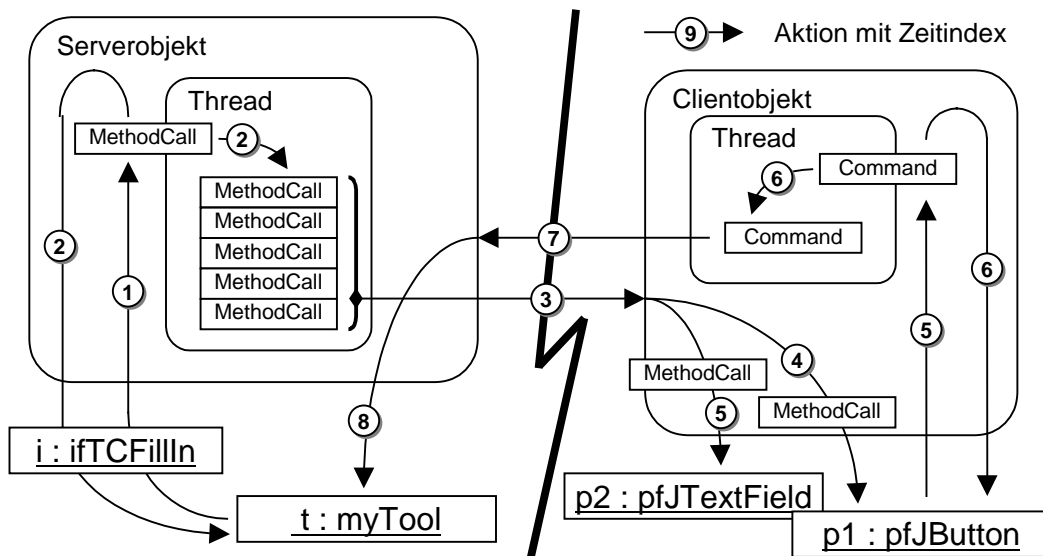 Serverobjekt
Thread
MethodCall
2
MethodCall
MethodCall
MethodCall
MethodCall
MethodCall
2
1
8
i : ifTCFillIn
t : myTool
7
3
9 Aktion mit Zeitindex
Clientobjekt
Thread
Command
6
Command
6
5
4
MethodCall
5
MethodCall
p2 : pfJTextField
p1 : pfJButton